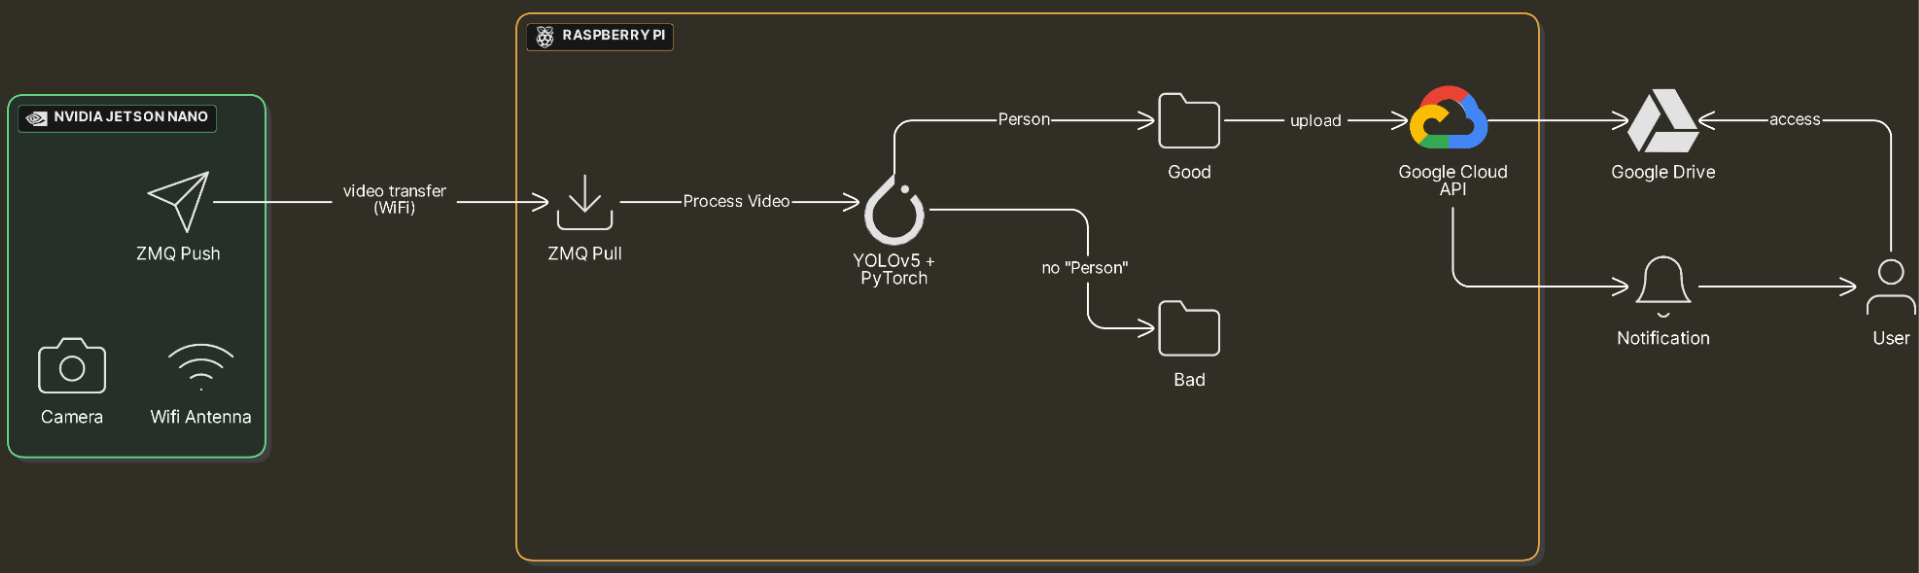 RASPBERRY PI
NVIDIA JETSON NANO
ZMQ Push
Camera
Wifi Antenna
video transfer
(WiFi)
ZMQ Pull
Process Video
YOLOv5 +
PyTorch
Person
no "Person"
Good
Bad
upload
Google Cloud
API
Google Drive
access
Notification
User